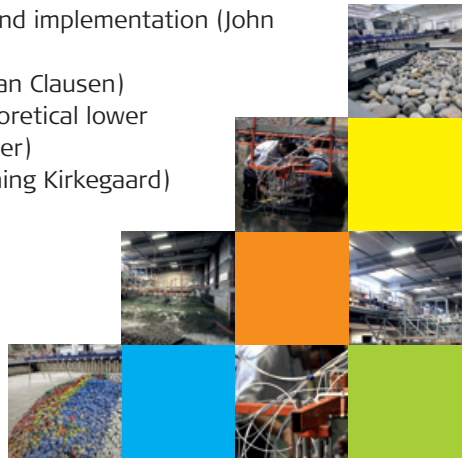 nd implementation (John
an Clausen)
oretical lower
er)
ning Kirkegaard)